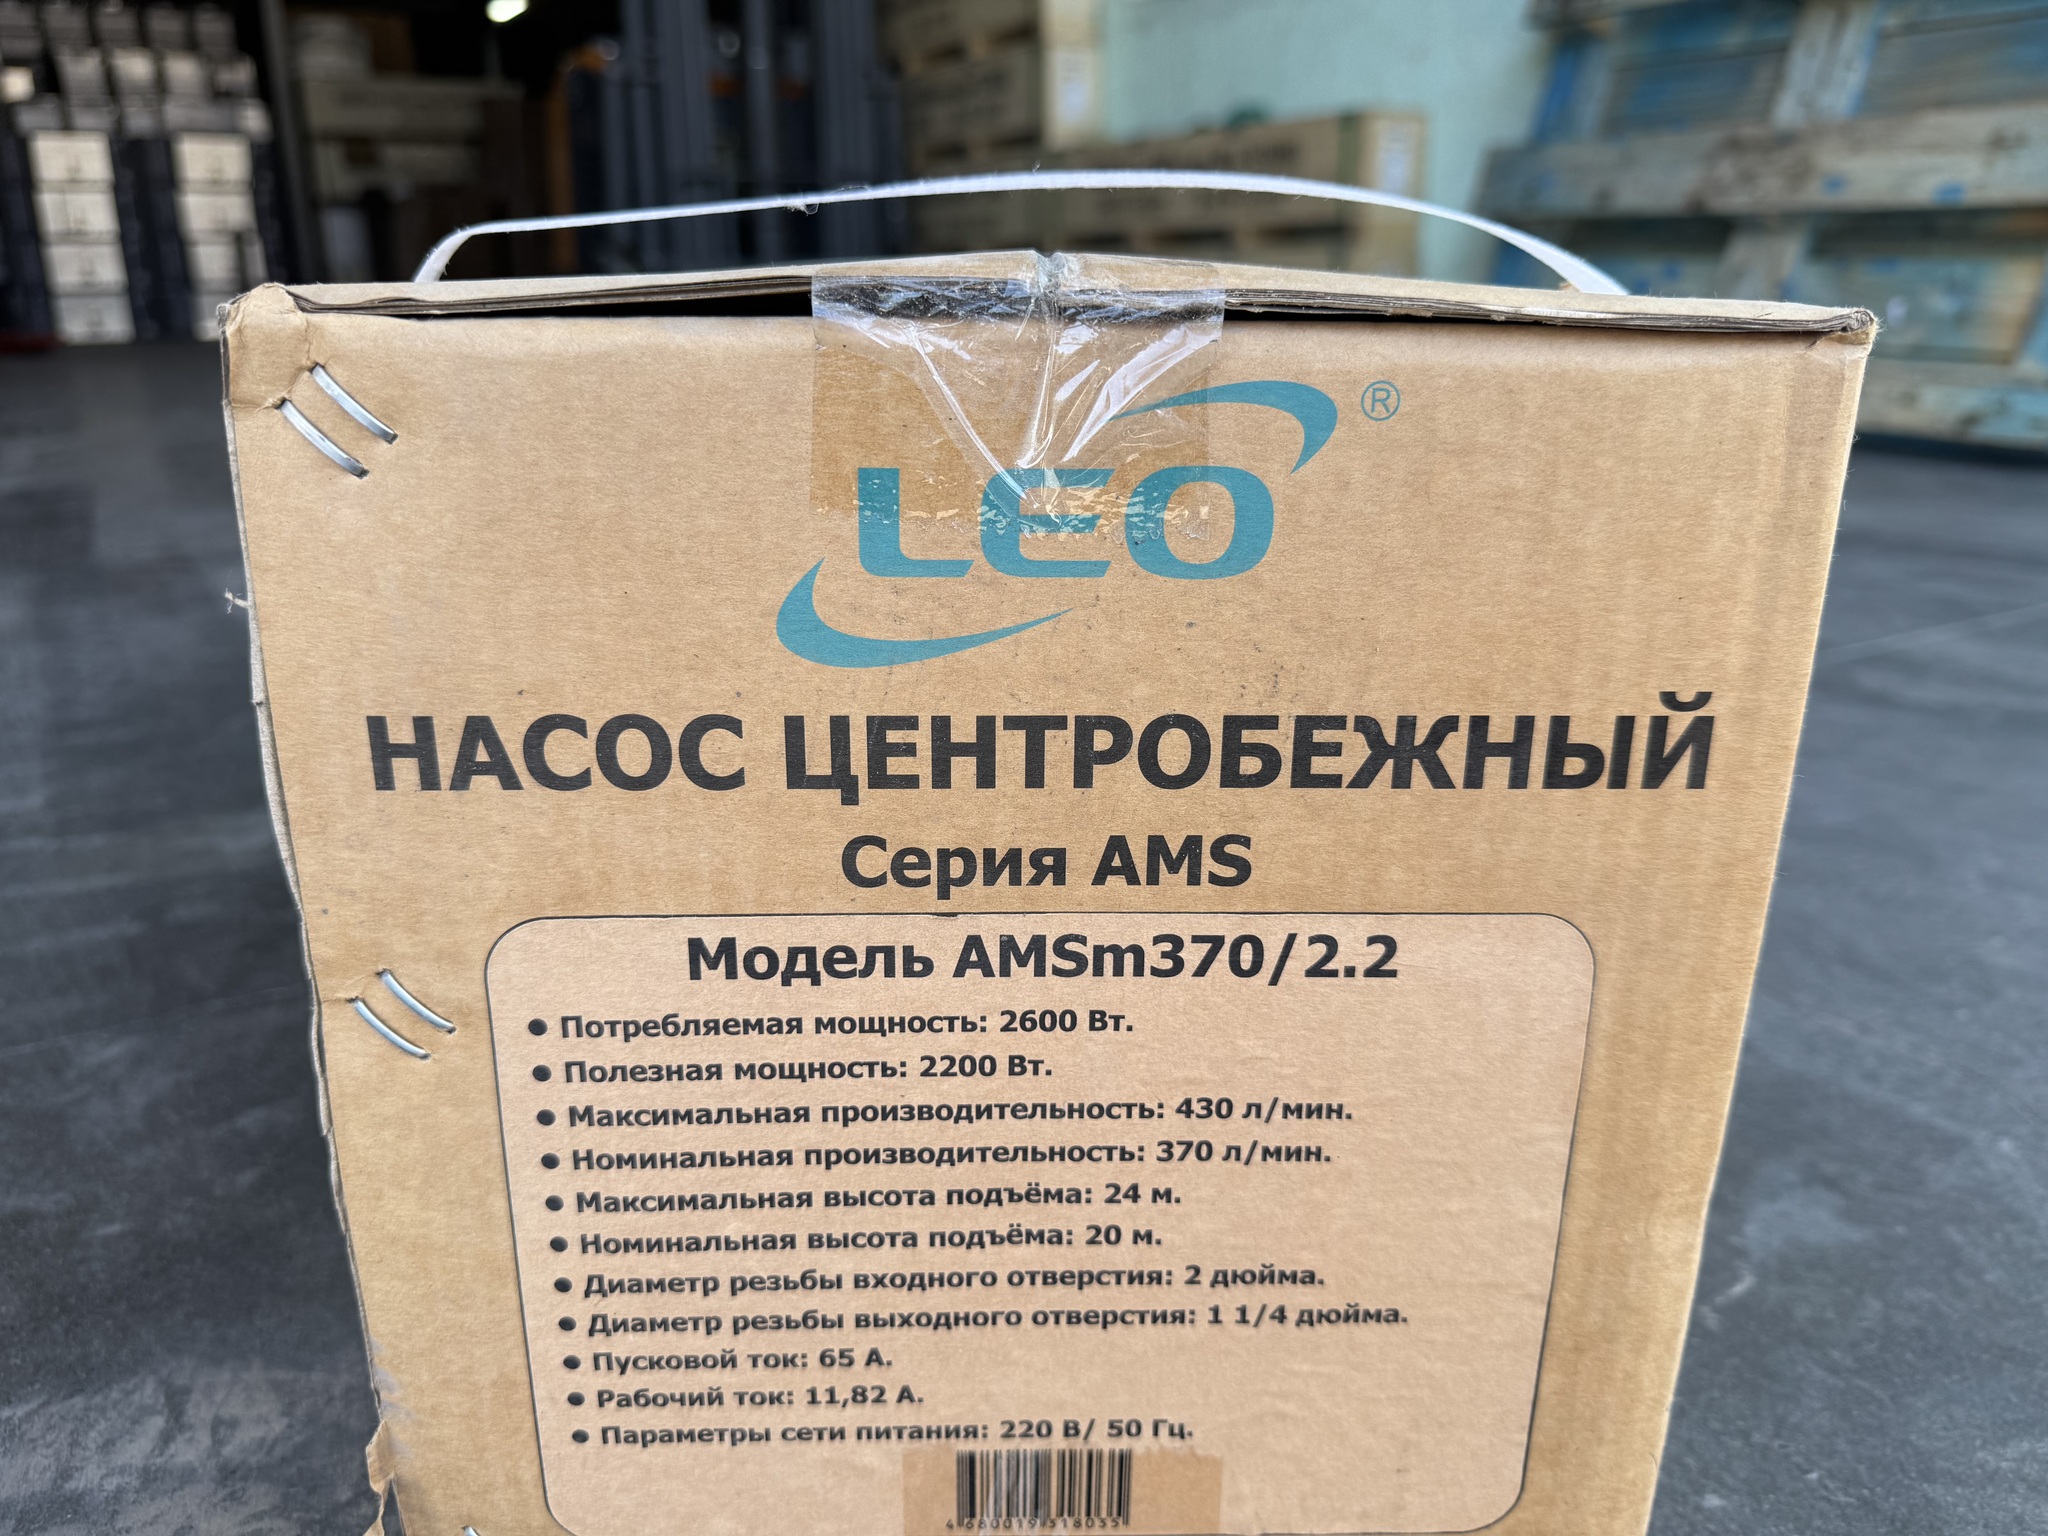 LEO®
НАСОС ЦЕНТРОБЕЖНЫЙ
Серия AMS
Модель AMSm370/2.2
● Потребляемая мощность: 2600 Вт.
● Полезная мощность: 2200 Вт.
● Максимальная производительность: 430 л/мин.
● Номинальная производительность: 370 л/мин.
● Максимальная высота подъёма: 24 м.
● Номинальная высота подъёма: 20 м.
● Диаметр резьбы входного отверстия: 2 дюйма.
● Диаметр резьбы выходного отверстия: 1 1/4 дюйма.
● Пусковой ток: 65 А.
● Рабочий ток: 11,82 А.
● Параметры сети питания: 220 В/ 50 Гц.
4 680019 318035